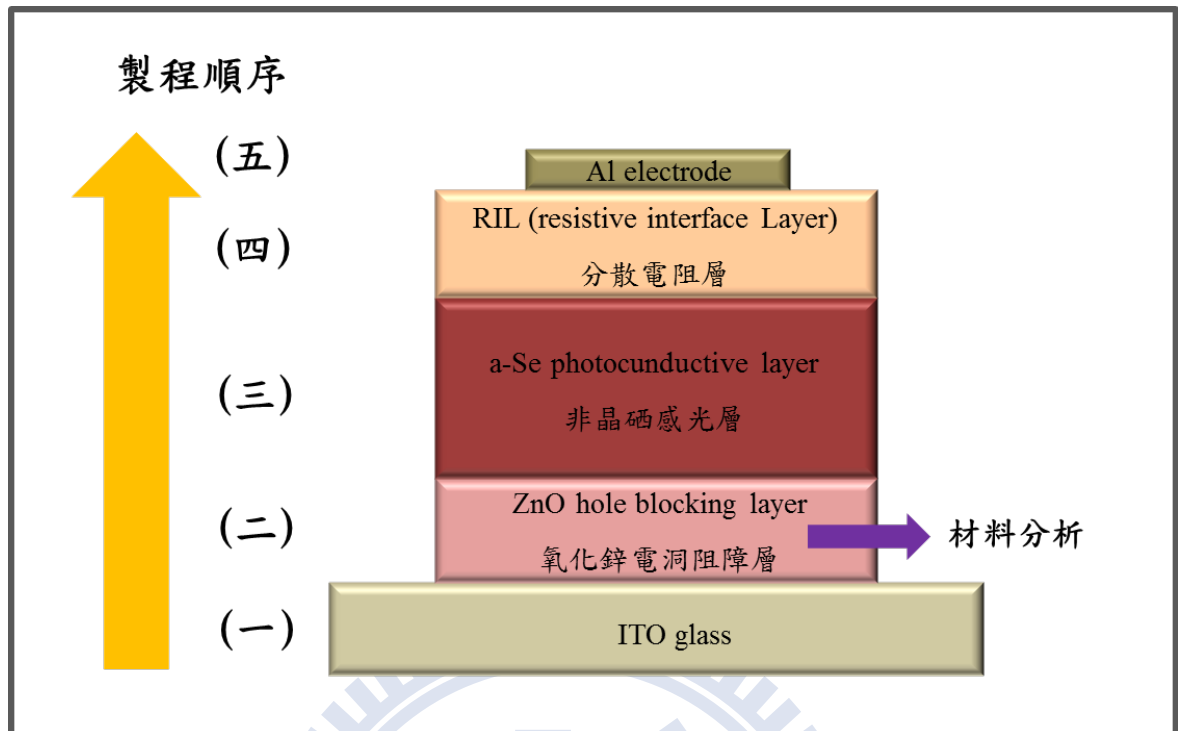 製程順序
(五)
Al electrode
(四)
RIL (resistive interface Layer)
分散電阻層
(三)
a-Se photocunductive layer
非晶硒感光層
(二)
ZnO hole blocking layer
氧化鋅電洞阻障層
材料分析
(一)
ITO glass